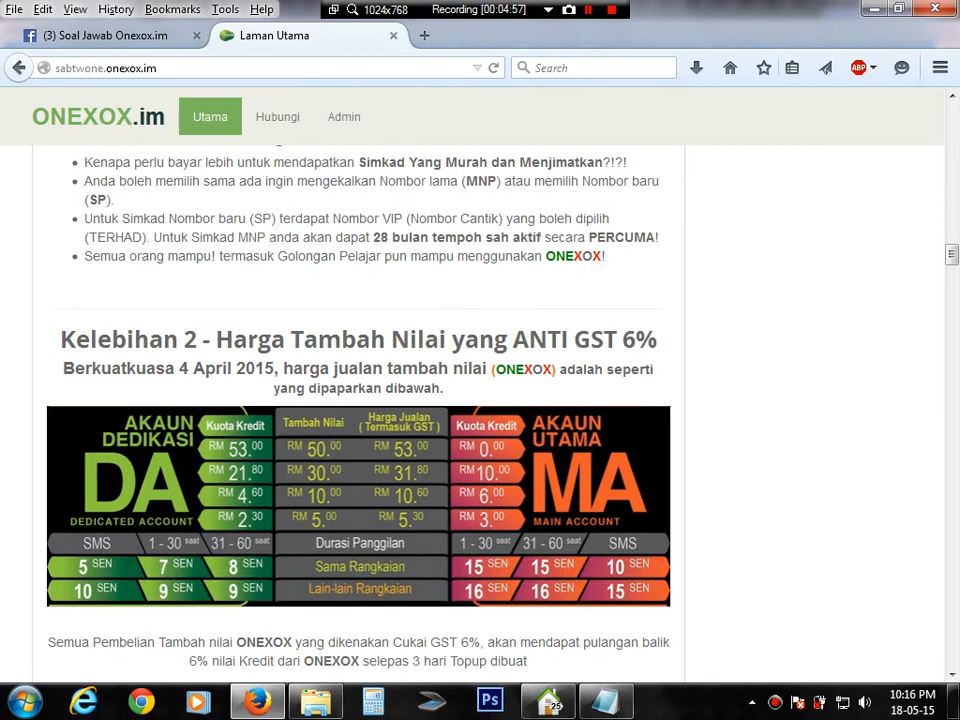 File Edit View History Bookmarks Tools Help
1024x768 Recording [00:04:57]
(3) Soal Jawab Onexox.im × Laman Utama × +
sabtwone.onexox.im Search ABP
ONEXOX.im Utama Hubungi Admin
Kenapa perlu bayar lebih untuk mendapatkan Simkad Yang Murah dan Menjimatkan?!?!
Anda boleh memilih sama ada ingin mengekalkan Nombor lama (MNP) atau memilih Nombor baru
(SP).
Untuk Simkad Nombor baru (SP) terdapat Nombor VIP (Nombor Cantik) yang boleh dipilih
(TERHAD). Untuk Simkad MNP anda akan dapat 28 bulan tempoh sah aktif secara PERCUMA!
Semua orang mampu! termasuk Golongan Pelajar pun mampu menggunakan ONEXOX!
Kelebihan 2 - Harga Tambah Nilai yang ANTI GST 6%
Berkuatkuasa 4 April 2015, harga jualan tambah nilai (ONEXOX) adalah seperti
yang dipaparkan dibawah.
AKAUN DEDIKASI
DA
DEDICATED ACCOUNT
Kuota Kredit Tambah Nilai Harga Jualan (Termasuk GST) Kuota Kredit
RM 53.00 RM 50.00 RM 53.00 RM 0.00
RM 21.80 RM 30.00 RM 31.80 RM 10.00
RM 4.60 RM 10.00 RM 10.60 RM 6.00
RM 2.30 RM 5.00 RM 5.30 RM 3.00
AKAUN UTAMA
MA
MAIN ACCOUNT
SMS 1 - 30 saat 31 - 60 saat Durasi Panggilan 1 - 30 saat 31 - 60 saat SMS
5 SEN 7 SEN 8 SEN Sama Rangkaian 15 SEN 15 SEN 10 SEN
10 SEN 9 SEN 9 SEN Lain-lain Rangkaian 16 SEN 16 SEN 15 SEN
Semua Pembelian Tambah nilai ONEXOX yang dikenakan Cukai GST 6%, akan mendapat pulangan balik
6% nilai Kredit dari ONEXOX selepas 3 hari Topup dibuat
Ps 25 10:16 PM
18-05-15